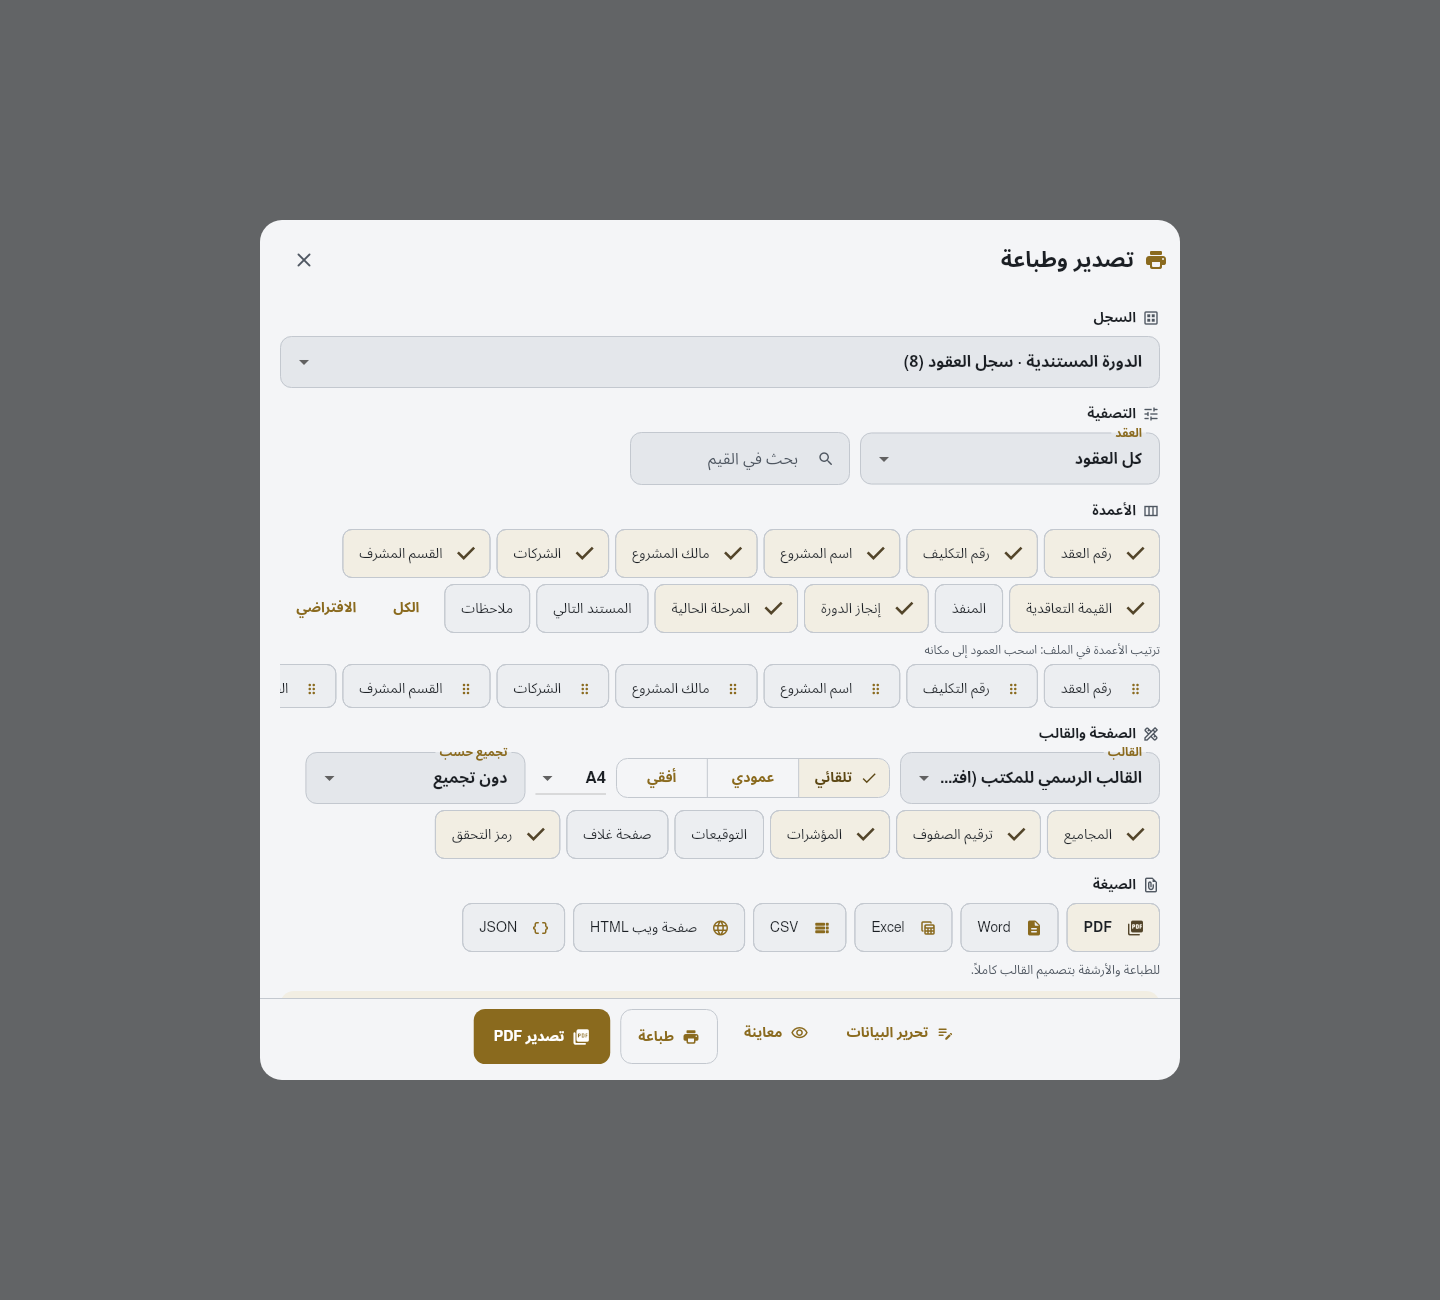 تصدير وطباعة
السجل
الدورة المستندية · سجل العقود (8)
التصفية
العقد
كل العقود بحث في القيم
الأعمدة
رقم العقد رقم التكليف اسم المشروع مالك المشروع الشركات القسم المشرف
القيمة التعاقدية المنفذ إنجاز الدورة المرحلة الحالية المستند التالي ملاحظات الكل الافتراضي
ترتيب الأعمدة في الملف: اسحب العمود إلى مكانه
رقم العقد رقم التكليف اسم المشروع مالك المشروع الشركات القسم المشرف
الصفحة والقالب
القالب تجميع حسب
القالب الرسمي للمكتب (افت... تلقائي عمودي أفقي A4 دون تجميع
المجاميع ترقيم الصفوف المؤشرات التوقيعات صفحة غلاف رمز التحقق
الصيغة
PDF Word Excel CSV صفحة ويب HTML JSON
للطباعة والأرشفة بتصميم القالب كاملاً.
تحرير البيانات معاينة طباعة تصدير PDF